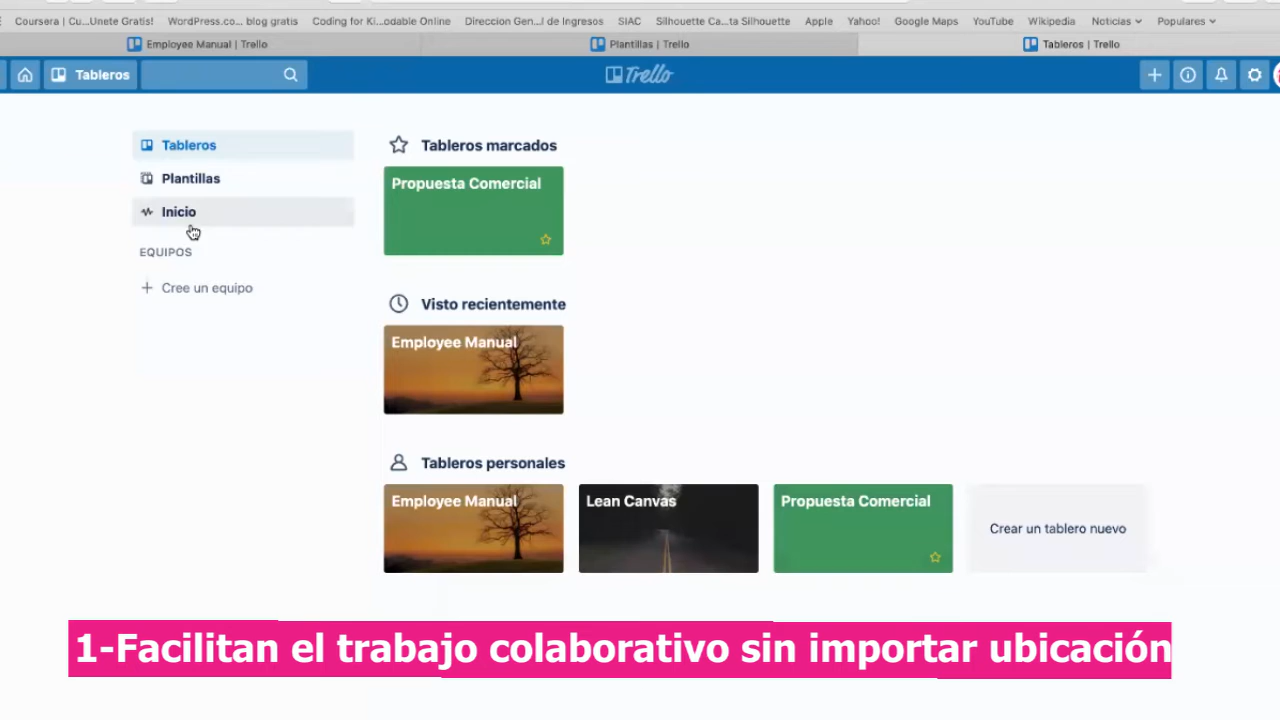 Coursera | Cu...Unete Gratis! WordPress.co... blog gratis Coding for Ki...odable Online Direccion Gen...l de Ingresos SIAC Silhouette Ca...ta Silhouette Apple Yahoo! Google Maps YouTube Wikipedia Noticias Populares
Employee Manual | Trello Plantillas | Trello Tableros | Trello
Tableros Trello
Tableros
Plantillas
Inicio
EQUIPOS
+ Cree un equipo
Tableros marcados
Propuesta Comercial
Visto recientemente
Employee Manual
Tableros personales
Employee Manual Lean Canvas Propuesta Comercial Crear un tablero nuevo
1-Facilitan el trabajo colaborativo sin importar ubicación